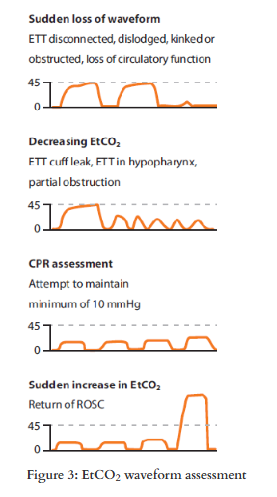 Sudden loss of waveform
ETT disconnected, dislodged, kinked or
obstructed, loss of circulatory function
45
0
Decreasing EtCO₂
ETT cuff leak, ETT in hypopharynx,
partial obstruction
45
0
CPR assessment
Attempt to maintain
minimum of 10 mmHg
45
0
Sudden increase in EtCO₂
Return of ROSC
45
0
Figure 3: EtCO₂ waveform assessment